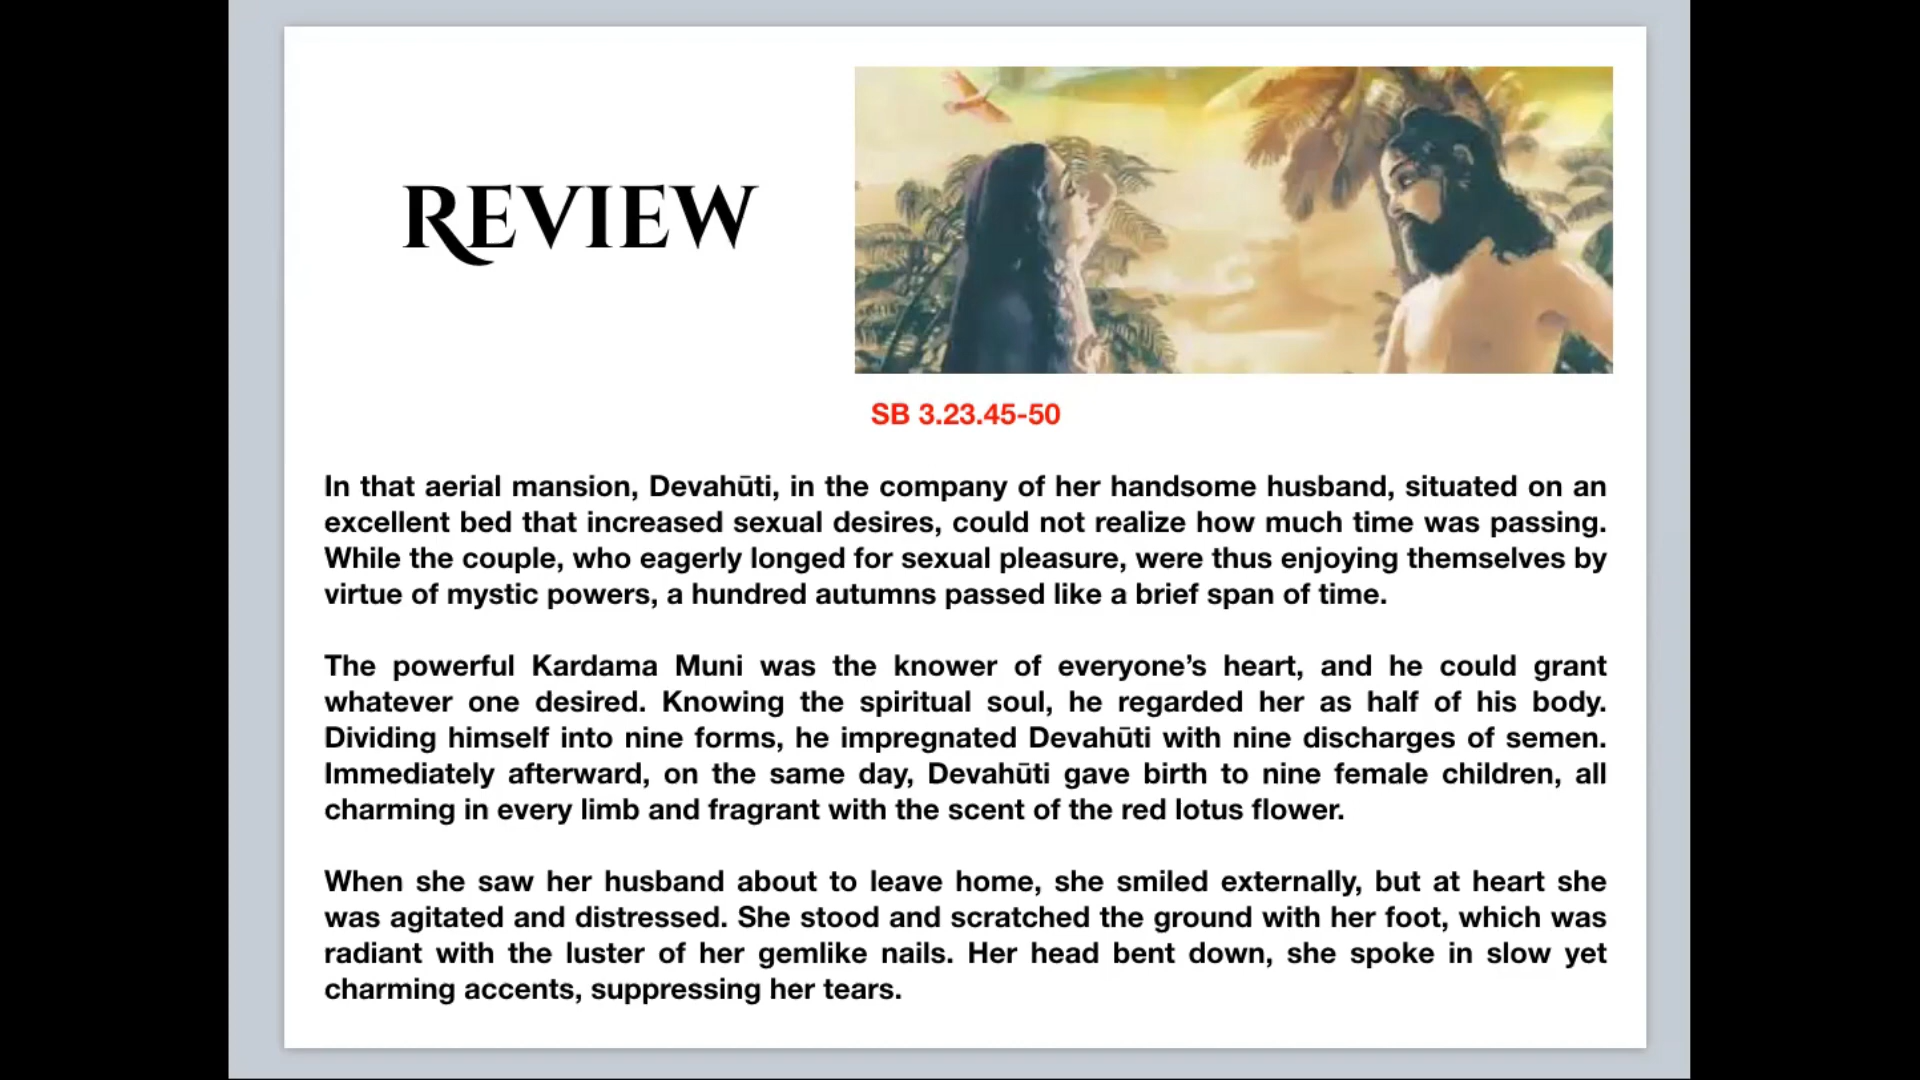 REVIEW
SB 3.23.45-50
In that aerial mansion, Devahūti, in the company of her handsome husband, situated on an
excellent bed that increased sexual desires, could not realize how much time was passing.
While the couple, who eagerly longed for sexual pleasure, were thus enjoying themselves by
virtue of mystic powers, a hundred autumns passed like a brief span of time.
The powerful Kardama Muni was the knower of everyone’s heart, and he could grant
whatever one desired. Knowing the spiritual soul, he regarded her as half of his body.
Dividing himself into nine forms, he impregnated Devahūti with nine discharges of semen.
Immediately afterward, on the same day, Devahūti gave birth to nine female children, all
charming in every limb and fragrant with the scent of the red lotus flower.
When she saw her husband about to leave home, she smiled externally, but at heart she
was agitated and distressed. She stood and scratched the ground with her foot, which was
radiant with the luster of her gemlike nails. Her head bent down, she spoke in slow yet
charming accents, suppressing her tears.